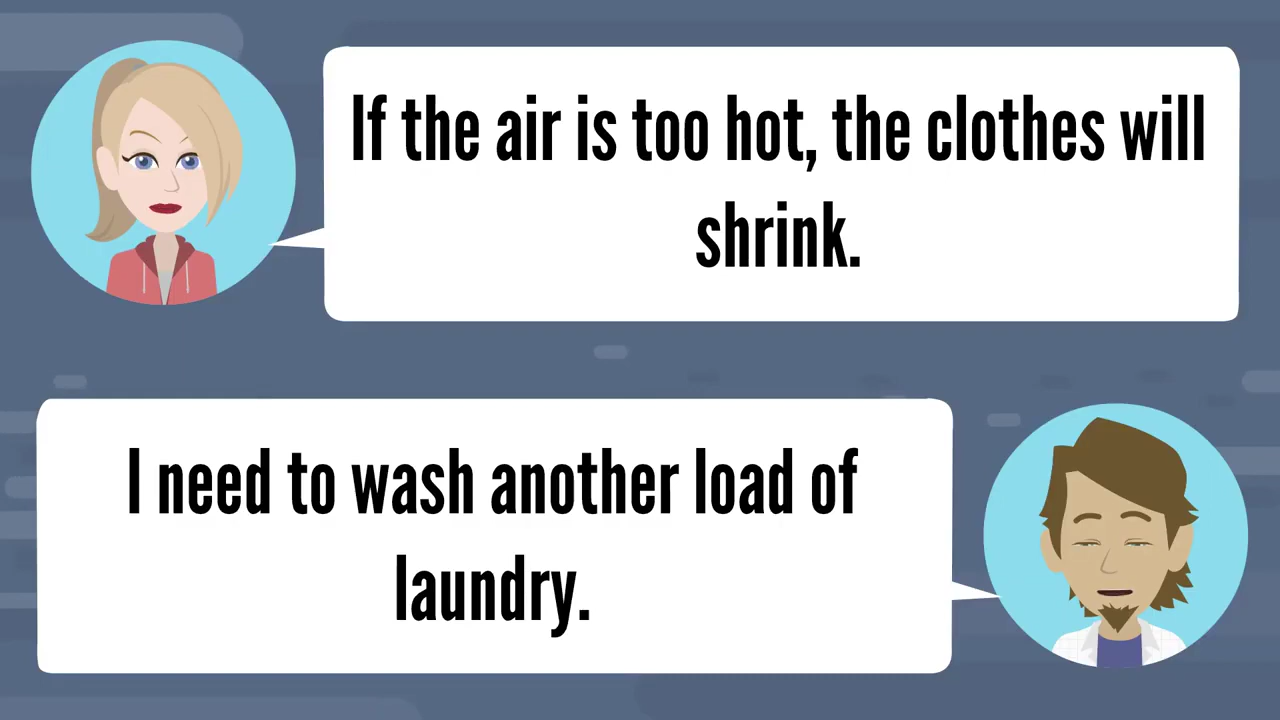 If the air is too hot, the clothes will
shrink.
I need to wash another load of
laundry.